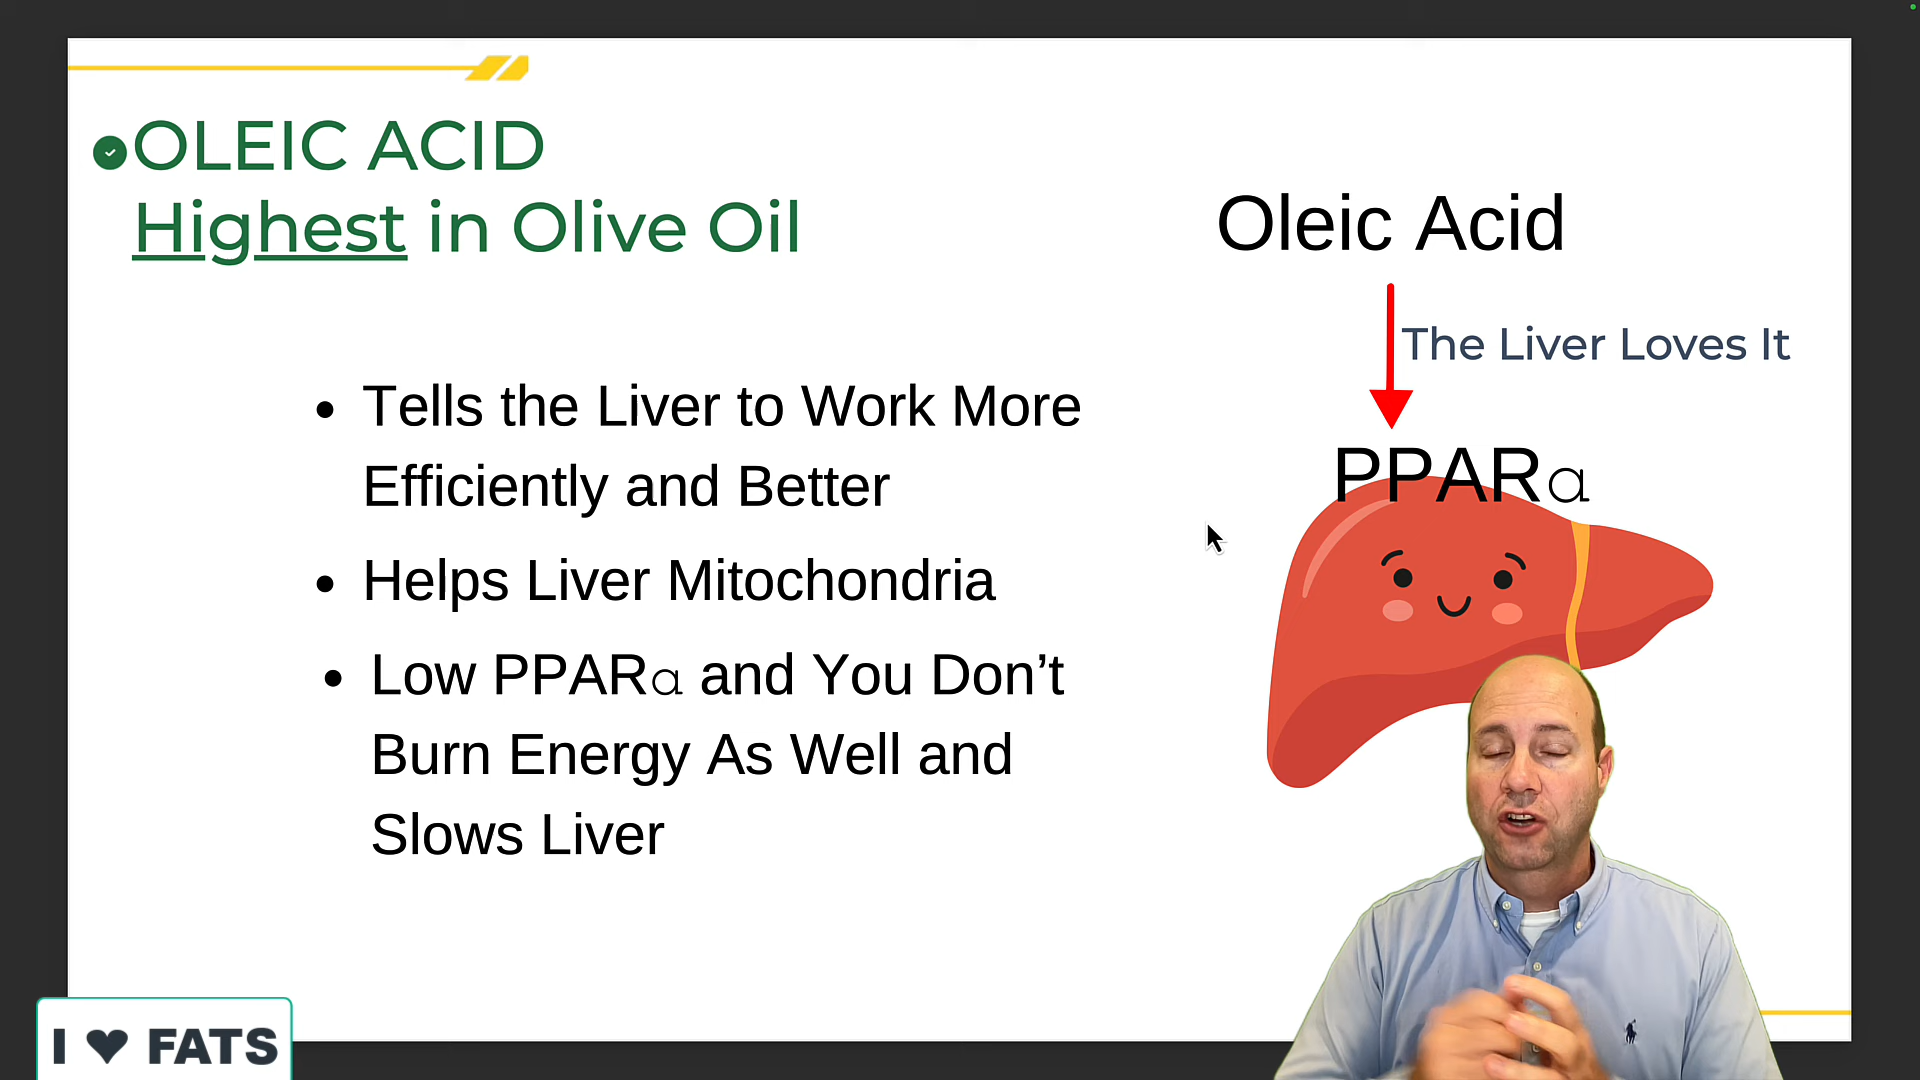 OLEIC ACID
Highest in Olive Oil
Oleic Acid
The Liver Loves It
PPARα
• Tells the Liver to Work More
Efficiently and Better
• Helps Liver Mitochondria
• Low PPARα and You Don’t
Burn Energy As Well and
Slows Liver
I ♥ FATS